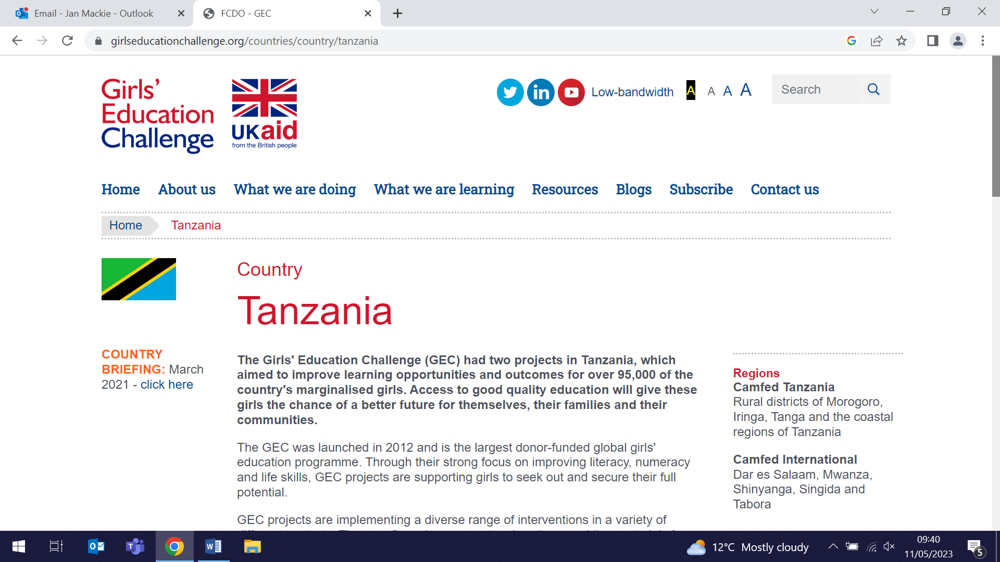 Email - Jan Mackie - Outlook
FCDO - GEC
girlseducationchallenge.org/countries/country/tanzania
Girls'
Education
Challenge
UKaid
from the British people
Low-bandwidth
A A A A
Search
Home
About us
What we are doing
What we are learning
Resources
Blogs
Subscribe
Contact us
Home
Tanzania
Country
Tanzania
COUNTRY
BRIEFING: March
2021 - click here
The Girls' Education Challenge (GEC) had two projects in Tanzania, which
aimed to improve learning opportunities and outcomes for over 95,000 of the
country's marginalised girls. Access to good quality education will give these
girls the chance of a better future for themselves, their families and their
communities.
The GEC was launched in 2012 and is the largest donor-funded global girls'
education programme. Through their strong focus on improving literacy, numeracy
and life skills, GEC projects are supporting girls to seek out and secure their full
potential.
GEC projects are implementing a diverse range of interventions in a variety of
Regions
Camfed Tanzania
Rural districts of Morogoro,
Iringa, Tanga and the coastal
regions of Tanzania
Camfed International
Dar es Salaam, Mwanza,
Shinyanga, Singida and
Tabora
12°C Mostly cloudy
09:40
11/05/2023
5